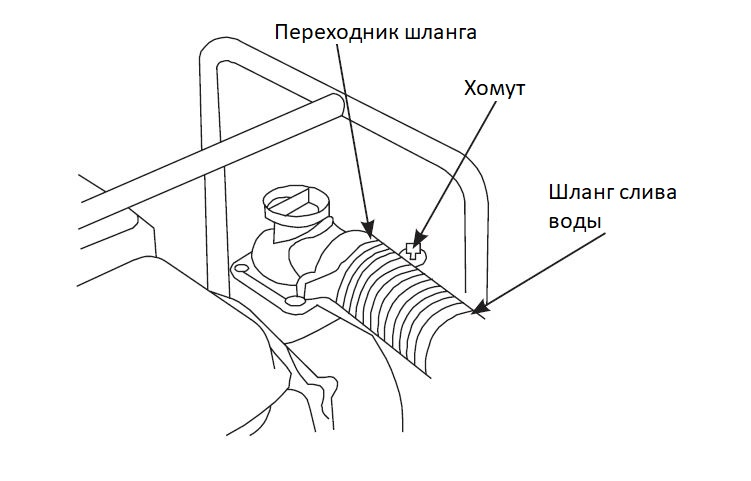 Переходник шланга
Хомут
Шланг слива
воды